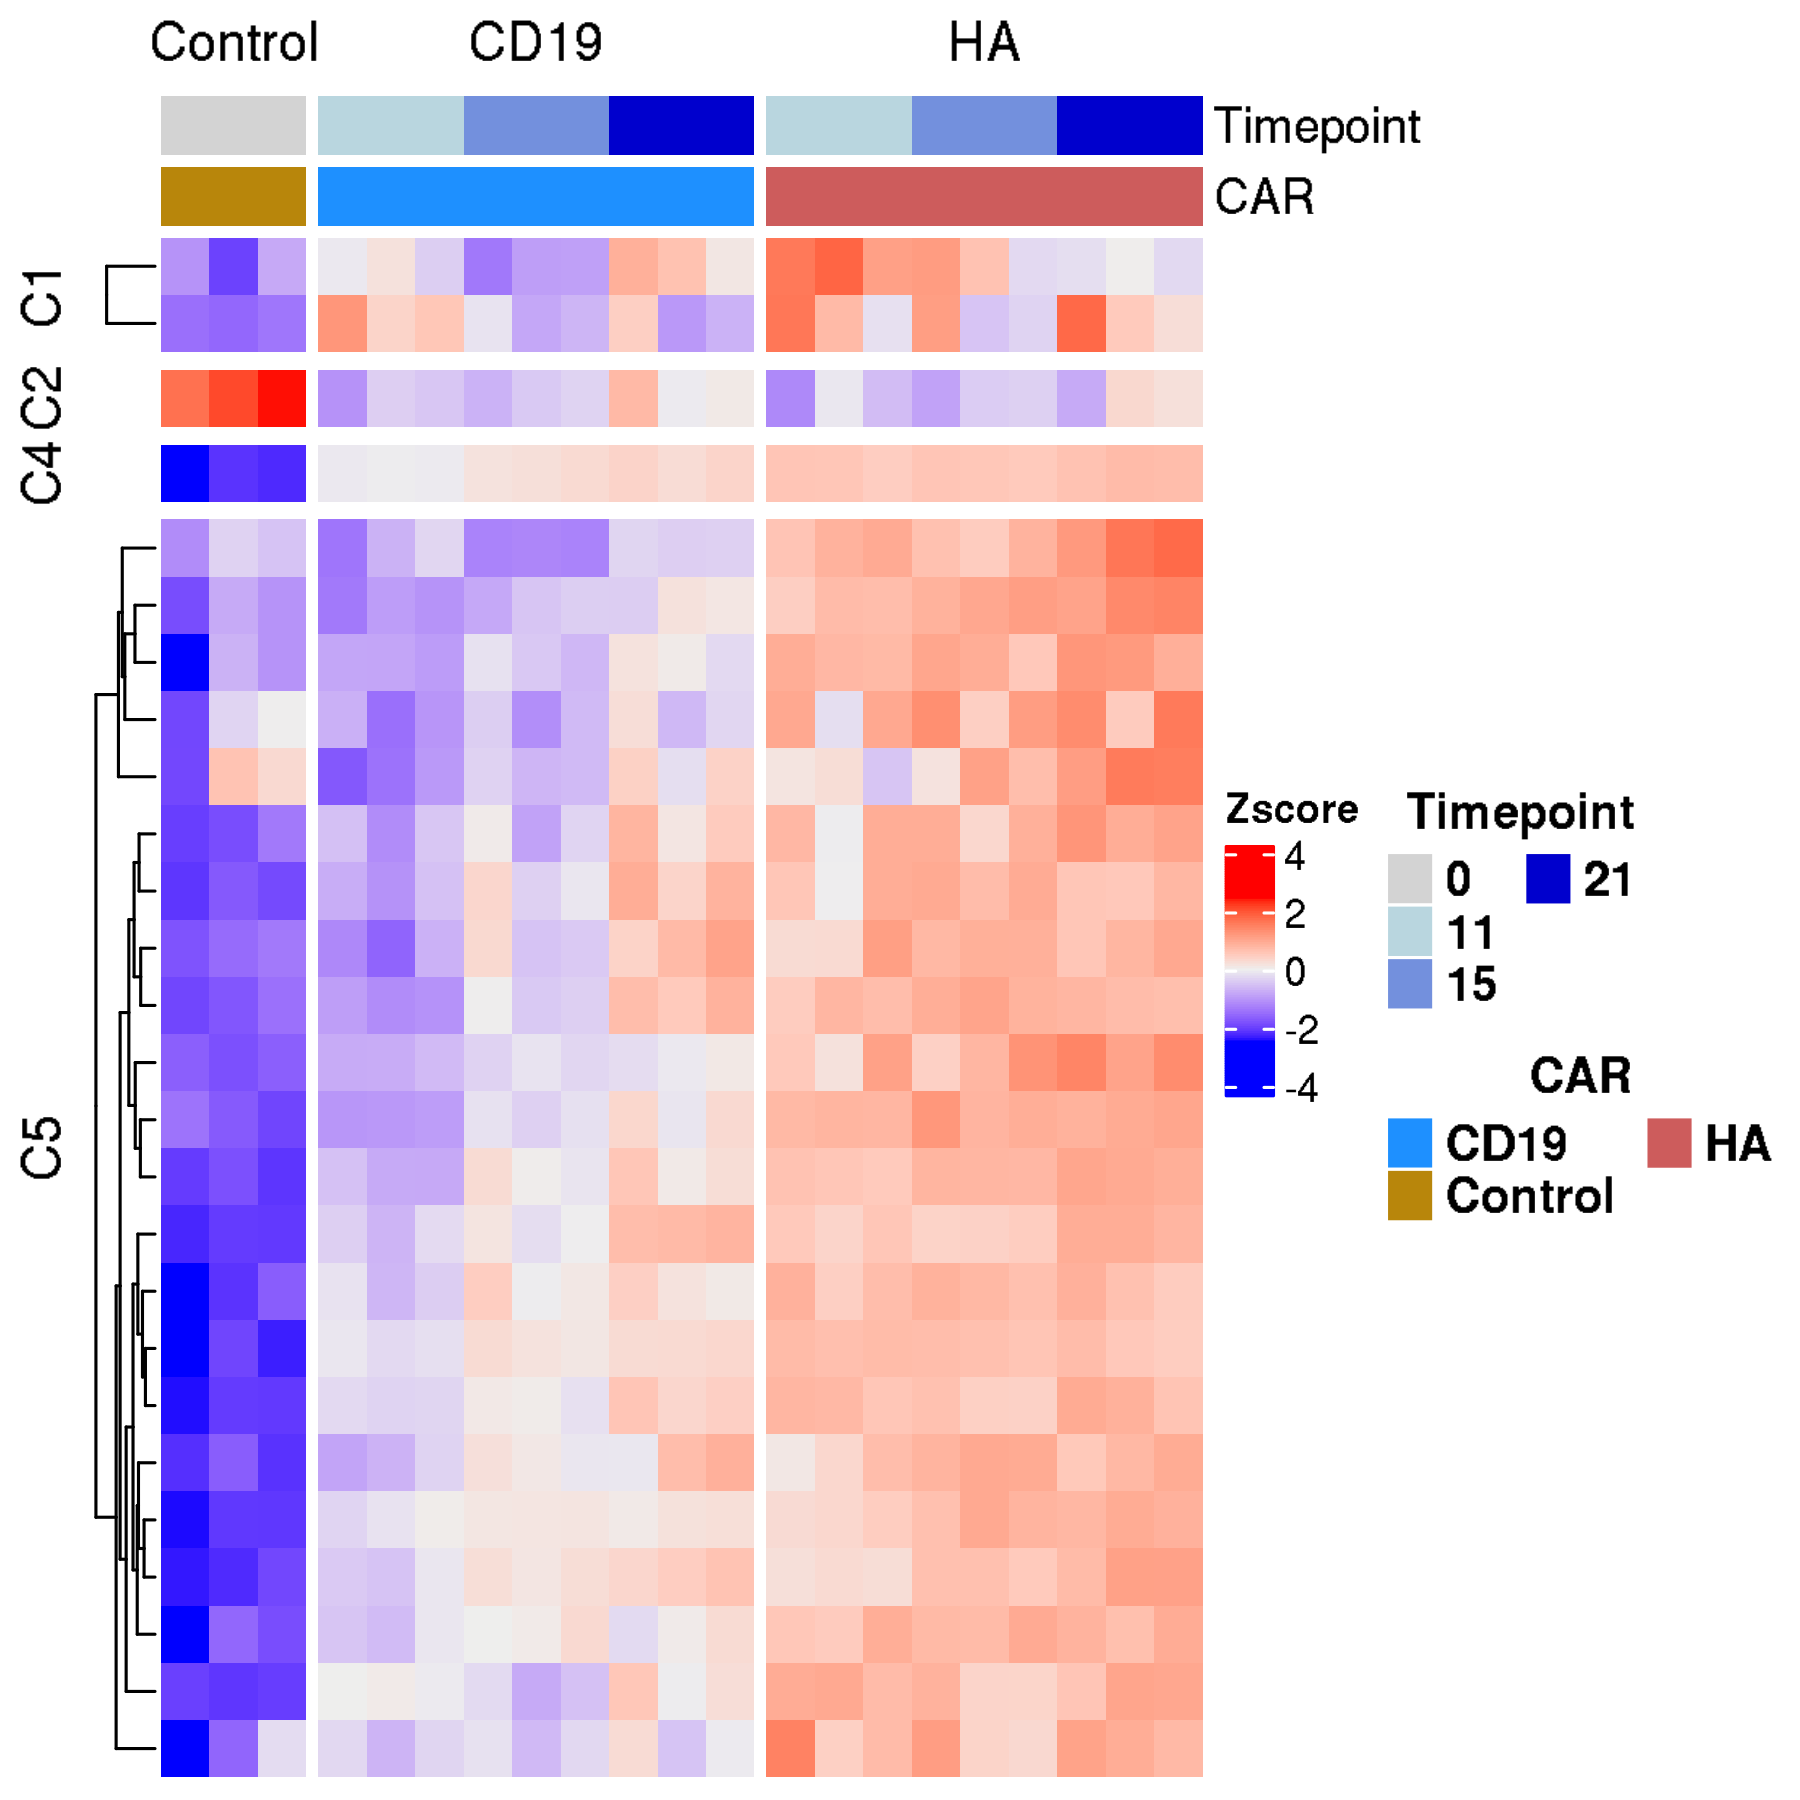 Control CD19 HA
Timepoint
CAR
C1
C2
C4
C5
Zscore
4
2
0
-2
-4
Timepoint
0 21
11
15
CAR
CD19 HA
Control